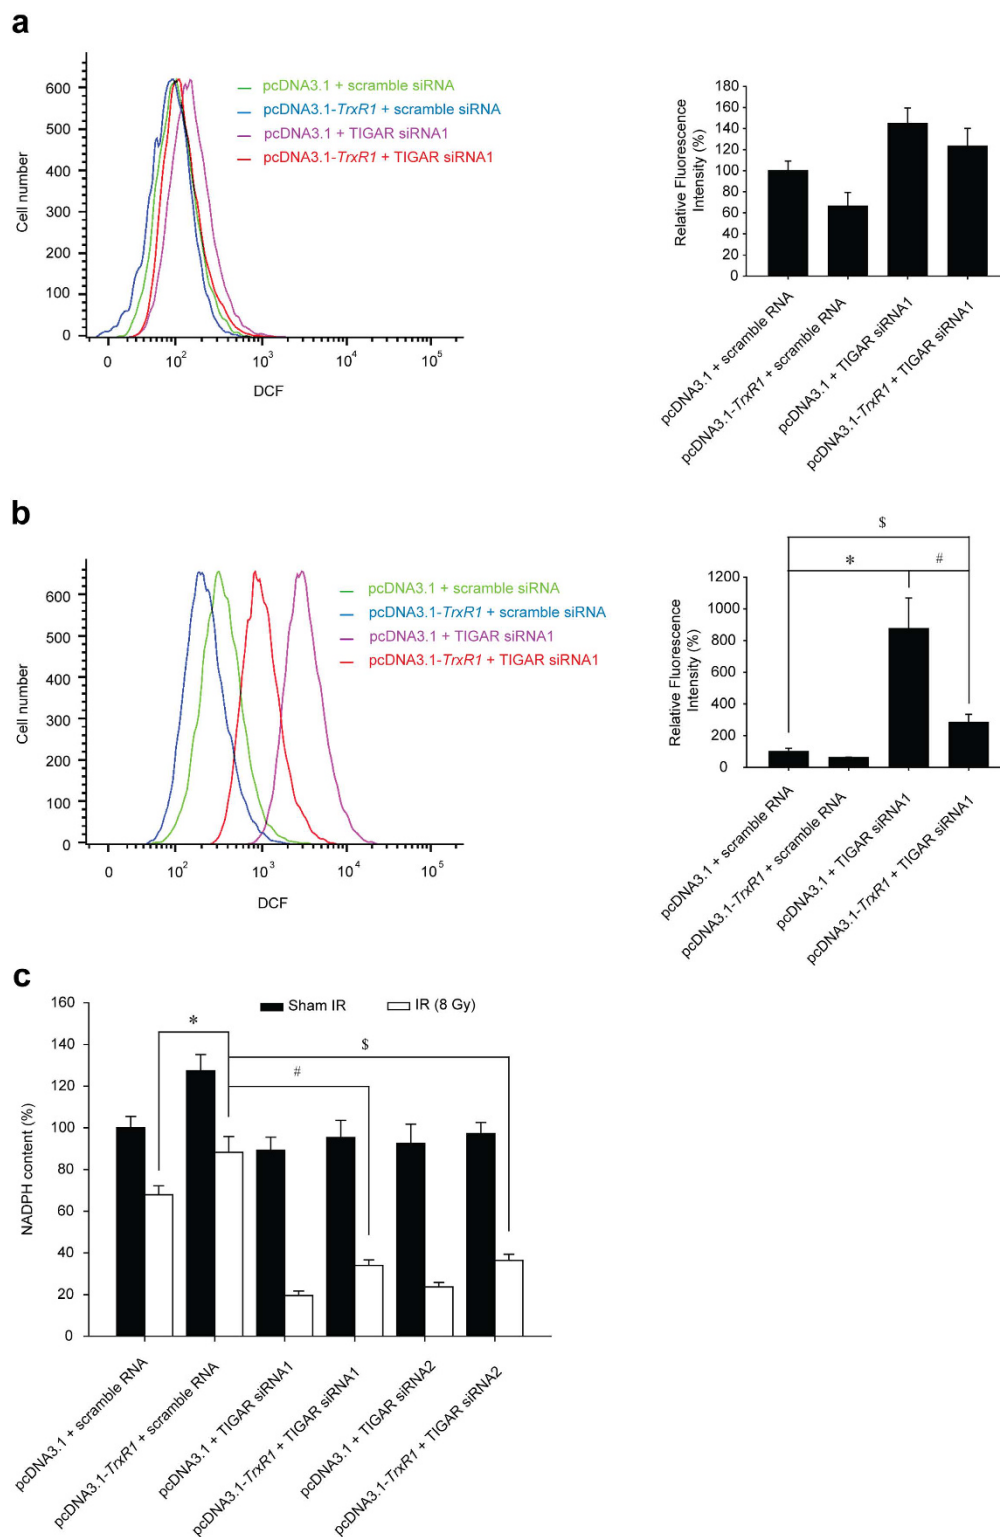 a
600
500
400
300
200
100
0
Cell number
0 10² 10³ 10⁴ 10⁵
DCF
pcDNA3.1 + scramble siRNA
pcDNA3.1-TrxR1 + scramble siRNA
pcDNA3.1 + TIGAR siRNA1
pcDNA3.1-TrxR1 + TIGAR siRNA1
Relative Fluorescence
Intensity (%)
180
160
140
120
100
80
60
40
20
0
pcDNA3.1 + scramble RNA
pcDNA3.1-TrxR1 + scramble RNA
pcDNA3.1 + TIGAR siRNA1
pcDNA3.1-TrxR1 + TIGAR siRNA1
b
600
500
400
300
200
100
0
Cell number
0 10² 10³ 10⁴ 10⁵
DCF
pcDNA3.1 + scramble siRNA
pcDNA3.1-TrxR1 + scramble siRNA
pcDNA3.1 + TIGAR siRNA1
pcDNA3.1-TrxR1 + TIGAR siRNA1
$
* #
Relative Fluorescence
Intensity (%)
1200
1000
800
600
400
200
0
pcDNA3.1 + scramble RNA
pcDNA3.1-TrxR1 + scramble RNA
pcDNA3.1 + TIGAR siRNA1
pcDNA3.1-TrxR1 + TIGAR siRNA1
c
Sham IR IR (8 Gy)
*
$
#
NADPH content (%)
160
140
120
100
80
60
40
20
0
pcDNA3.1 + scramble RNA
pcDNA3.1-TrxR1 + scramble RNA
pcDNA3.1 + TIGAR siRNA1
pcDNA3.1-TrxR1 + TIGAR siRNA1
pcDNA3.1 + TIGAR siRNA2
pcDNA3.1-TrxR1 + TIGAR siRNA2